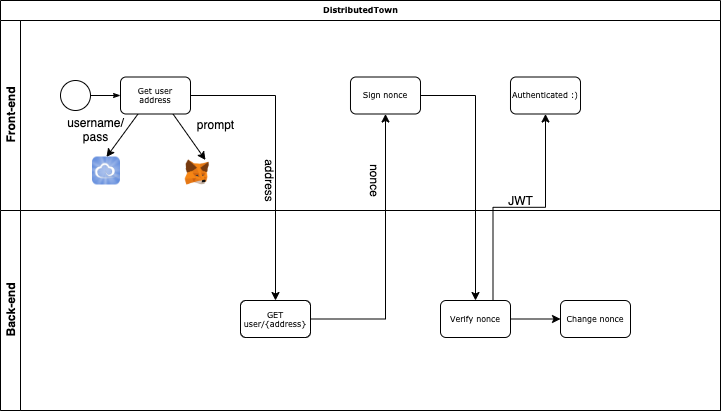 DistributedTown
Front-end
Get user
address
username/
pass
prompt
address
nonce
Sign nonce
Authenticated :)
JWT
Back-end
GET
user/{address}
Verify nonce
Change nonce